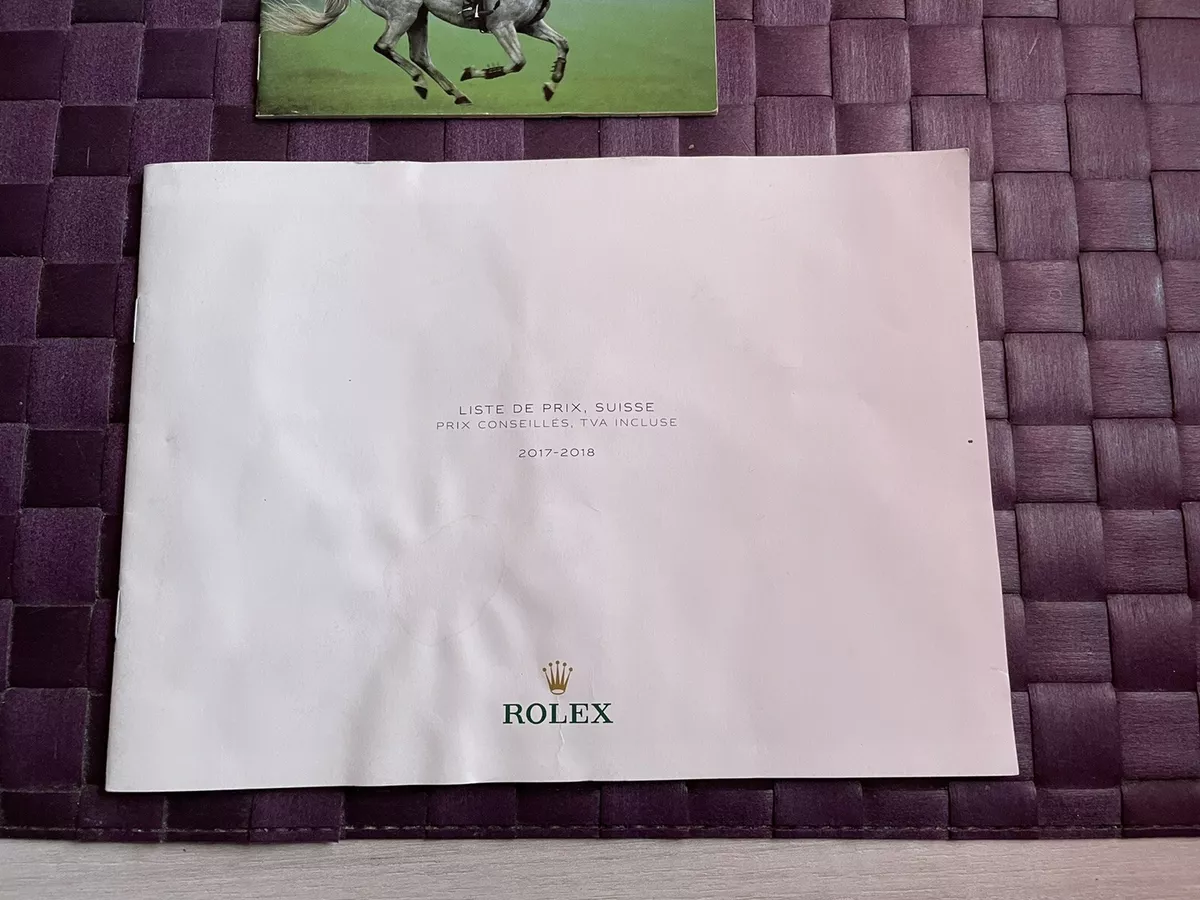 LISTE DE PRIX, SUISSE
PRIX CONSEILLÉS, TVA INCLUSE
2017-2018
ROLEX